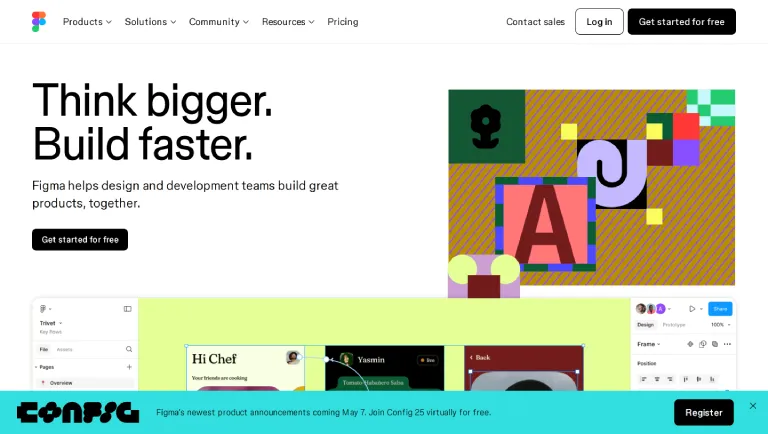 Products
Solutions
Community
Resources
Pricing
Contact sales
Log in
Get started for free
Think bigger.
Build faster.
Figma helps design and development teams build great
products, together.
Get started for free
A
Trivet
Key flows
File
Assets
Pages
Overview
Hi Chef
Your friends are cooking
Yasmin
live
Tomato Habanero Salsa
Back
A
Share
Design
Prototype
100%
Frame
Position
CONFIG
Figma's newest product announcements coming May 7. Join Config 25 virtually for free.
Register